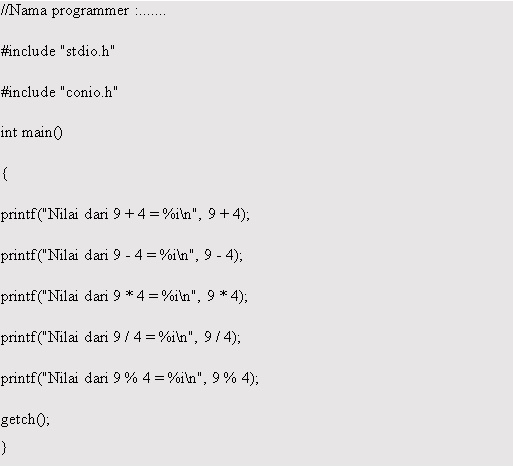 //Nama programmer :.......
#include "stdio.h"
#include "conio.h"
int main()
{
printf("Nilai dari 9 + 4 = %i\n", 9 + 4);
printf("Nilai dari 9 - 4 = %i\n", 9 - 4);
printf("Nilai dari 9 * 4 = %i\n", 9 * 4);
printf("Nilai dari 9 / 4 = %i\n", 9 / 4);
printf("Nilai dari 9 % 4 = %i\n", 9 % 4);
getch();
}